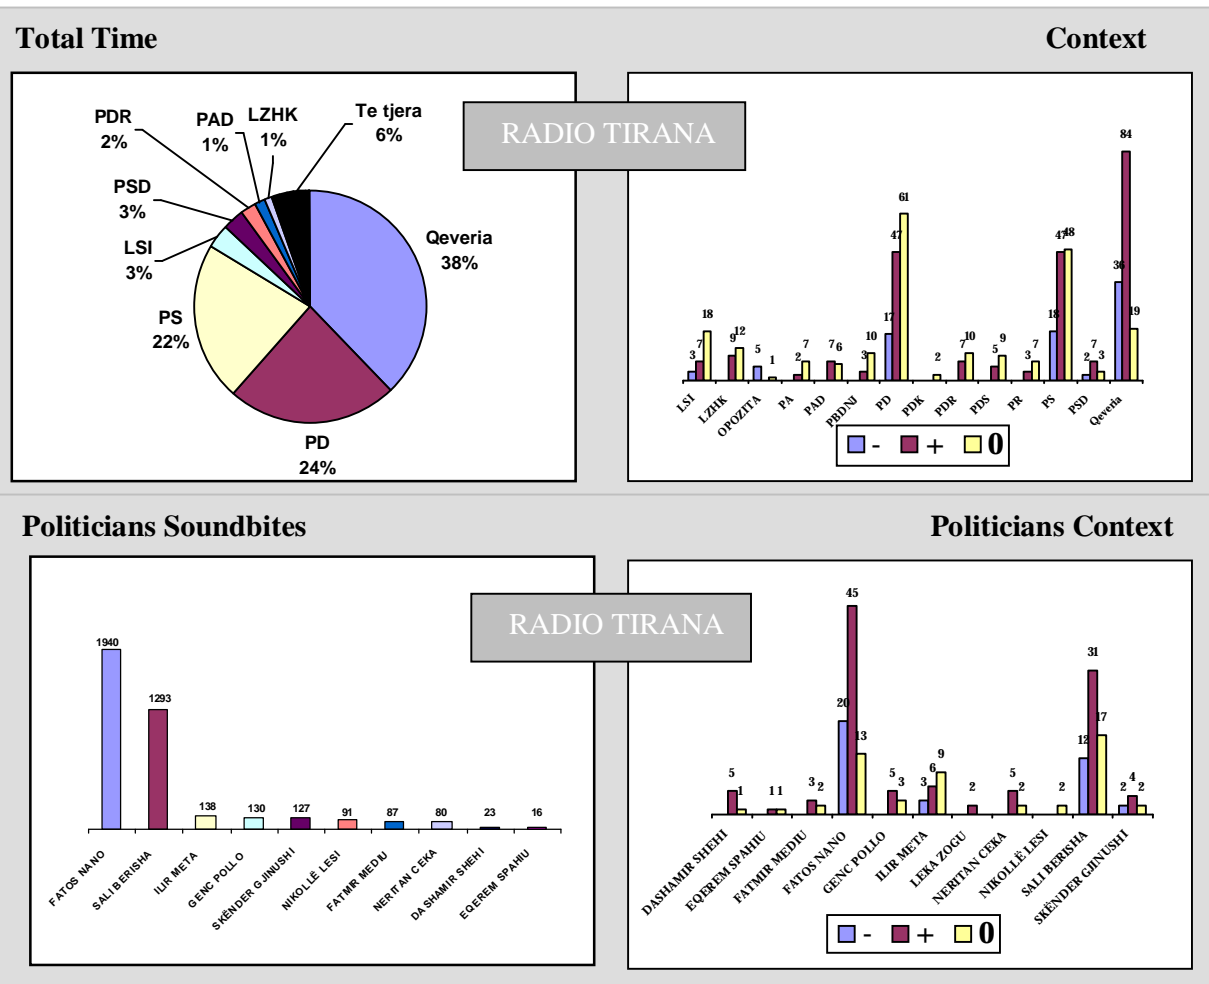 Total Time
Context
RADIO TIRANA
PDR
2%
PAD
1%
LZHK
1%
Te tjera
6%
PSD
3%
LSI
3%
Qeveria
38%
PS
22%
PD
24%
3 7 18
9 12
5 1
2 7
7 6
3 10
17 47 61
2
7 10
5 9
3 7
18 47 48
2 7 3
36 84 19
LSI
LZHK
OPOZITA
PA
PAD
PBDNJ
PD
PDK
PDR
PDS
PR
PS
PSD
Qeveria
- + 0
Politicians Soundbites
Politicians Context
RADIO TIRANA
1940
1293
138
130
127
91
87
80
23
16
FATOS NANO
SALI BERISHA
ILIR META
GENC POLLO
SKËNDER GJINUSHI
NIKOLLË LESI
FATMIR MEDIU
NERITAN CEKA
DASHAMIR SHEHI
EQEREM SPAHIU
5 1
1 1
3 2
20 45 13
5 3
3 6 9
2
5 2
2
12 31 17
2 4 2
DASHAMIR SHEHI
EQEREM SPAHIU
FATMIR MEDIU
FATOS NANO
GENC POLLO
ILIR META
LEKA ZOGU
NERITAN CEKA
NIKOLLË LESI
SALI BERISHA
SKËNDER GJINUSHI
- + 0